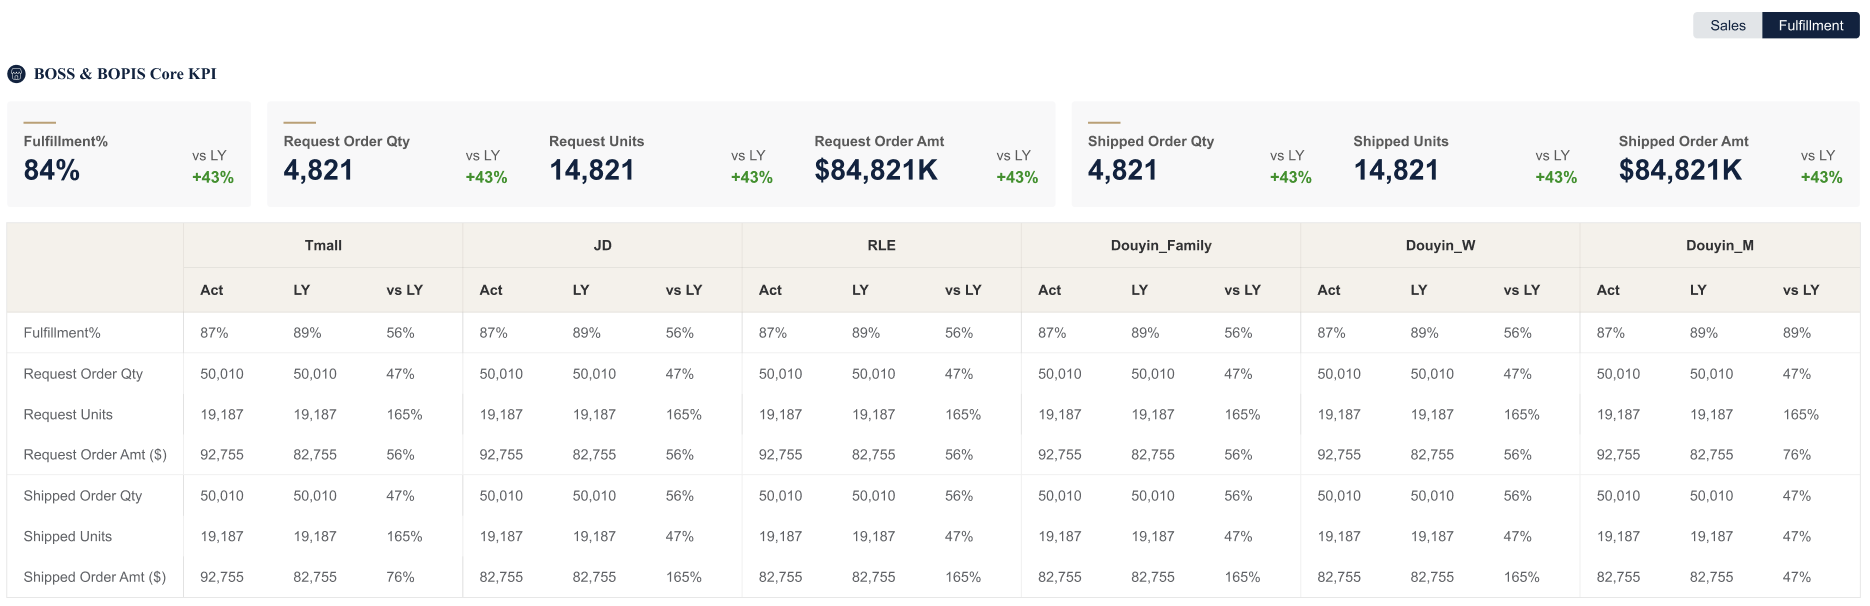 Sales Fulfillment
BOSS & BOPIS Core KPI
Fulfillment% Request Order Qty Request Units Request Order Amt Shipped Order Qty Shipped Units Shipped Order Amt
vs LY vs LY vs LY vs LY vs LY vs LY vs LY
84% 4,821 14,821 $84,821K 4,821 14,821 $84,821K
+43% +43% +43% +43% +43% +43% +43%
Tmall JD RLE Douyin_Family Douyin_W Douyin_M
Act LY vs LY Act LY vs LY Act LY vs LY Act LY vs LY Act LY vs LY Act LY vs LY
Fulfillment% 87% 89% 56% 87% 89% 56% 87% 89% 56% 87% 89% 56% 87% 89% 56% 87% 89% 89%
Request Order Qty 50,010 50,010 47% 50,010 50,010 47% 50,010 50,010 47% 50,010 50,010 47% 50,010 50,010 47% 50,010 50,010 47%
Request Units 19,187 19,187 165% 19,187 19,187 165% 19,187 19,187 165% 19,187 19,187 165% 19,187 19,187 165% 19,187 19,187 165%
Request Order Amt ($) 92,755 82,755 56% 92,755 82,755 56% 92,755 82,755 56% 92,755 82,755 56% 92,755 82,755 56% 92,755 82,755 76%
Shipped Order Qty 50,010 50,010 47% 50,010 50,010 56% 50,010 50,010 56% 50,010 50,010 56% 50,010 50,010 56% 50,010 50,010 47%
Shipped Units 19,187 19,187 165% 19,187 19,187 47% 19,187 19,187 47% 19,187 19,187 47% 19,187 19,187 47% 19,187 19,187 47%
Shipped Order Amt ($) 92,755 82,755 76% 82,755 82,755 165% 82,755 82,755 165% 82,755 82,755 165% 82,755 82,755 165% 82,755 82,755 47%